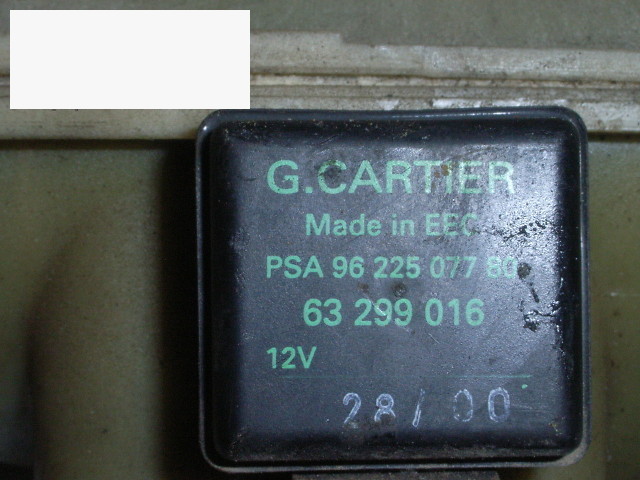 G.CARTIER
Made in EEC
PSA 96 225 077 80
63 299 016
12V
28/00